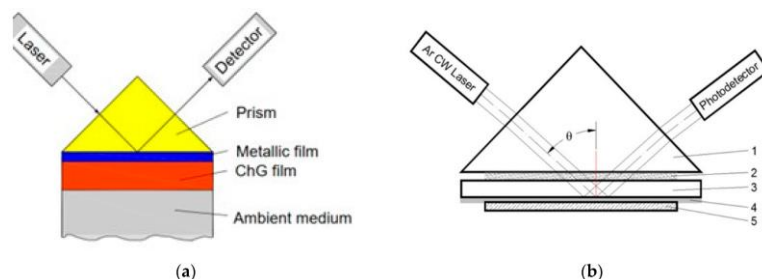 Laser
Detector
Prism
Metallic film
ChG film
Ambient medium
(a)
Ar CW Laser
Photodetector
θ
1
2
3
4
5
(b)